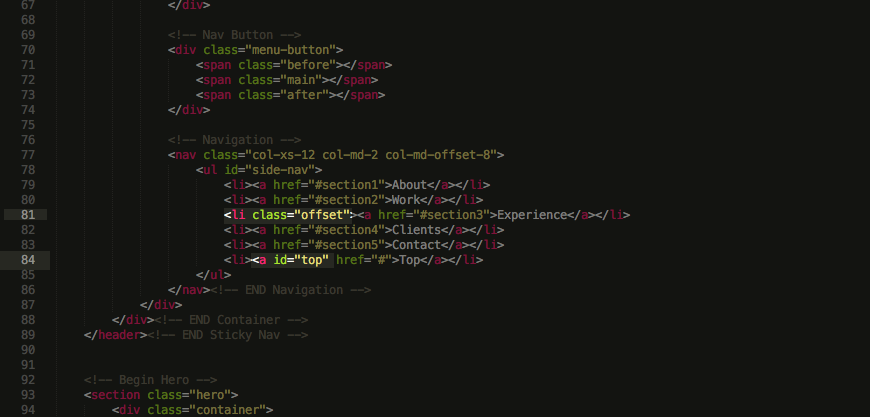 67 </div>
68
69 <!-- Nav Button -->
70 <div class="menu-button">
71 <span class="before"></span>
72 <span class="main"></span>
73 <span class="after"></span>
74 </div>
75
76 <!-- Navigation -->
77 <nav class="col-xs-12 col-md-2 col-md-offset-8">
78 <ul id="side-nav">
79 <li><a href="#section1">About</a></li>
80 <li><a href="#section2">Work</a></li>
81 <li class="offset"><a href="#section3">Experience</a></li>
82 <li><a href="#section4">Clients</a></li>
83 <li><a href="#section5">Contact</a></li>
84 <li><a id="top" href="#">Top</a></li>
85 </ul>
86 </nav><!-- END Navigation -->
87 </div>
88 </div><!-- END Container -->
89 </header><!-- END Sticky Nav -->
90
91
92 <!-- Begin Hero -->
93 <section class="hero">
94 <div class="container">